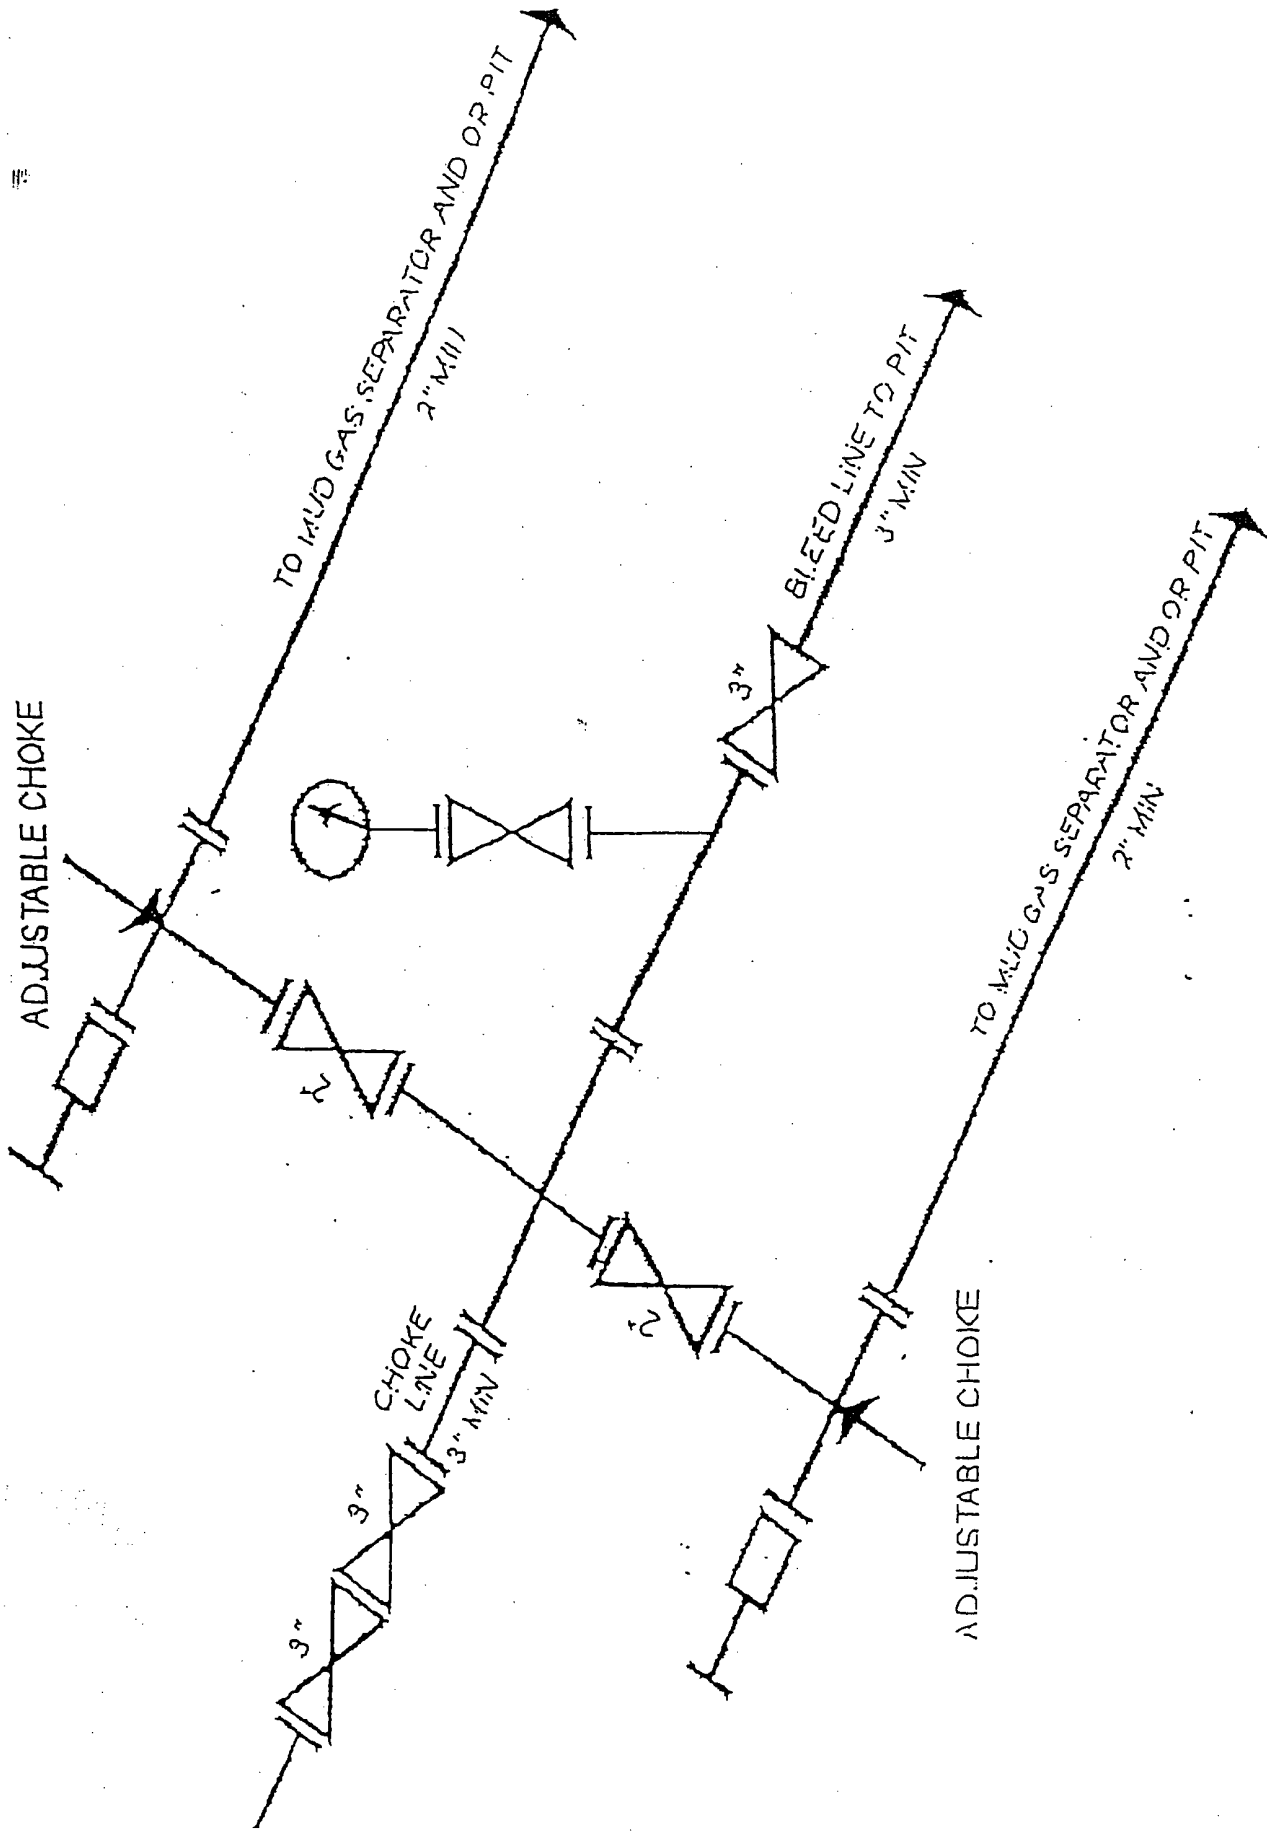 ADJUSTABLE CHOKE
TO MUD GAS SEPARATOR AND OR PIT
2" MIN
BLEED LINE TO PIT
3" MIN
3"
2"
CHOKE
LINE
3" MIN
3"
3"
2"
TO MUD GAS SEPARATOR AND OR PIT
2" MIN
ADJUSTABLE CHOKE